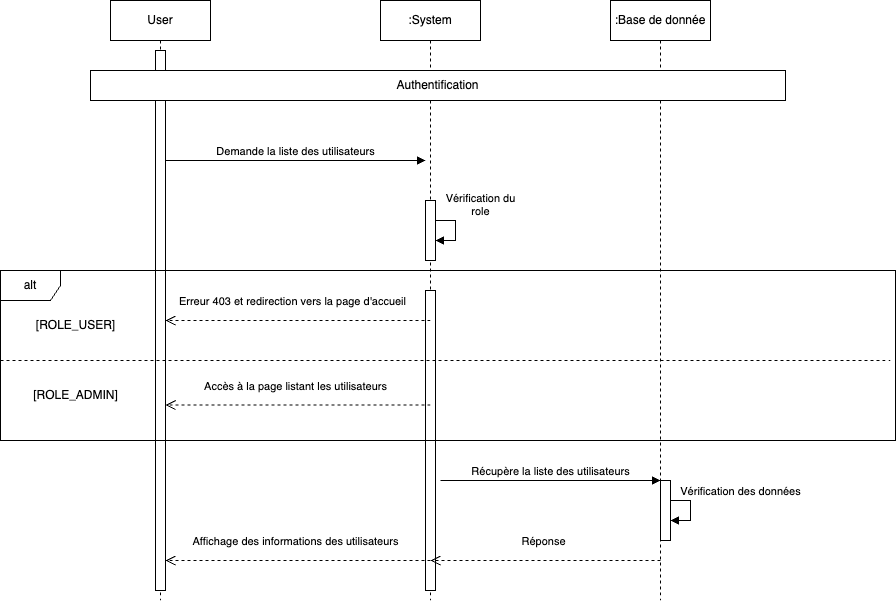 User
:System
:Base de donnée
Authentification
Demande la liste des utilisateurs
Vérification du
role
alt
Erreur 403 et redirection vers la page d'accueil
[ROLE_USER]
Accès à la page listant les utilisateurs
[ROLE_ADMIN]
Récupère la liste des utilisateurs
Vérification des données
Affichage des informations des utilisateurs
Réponse